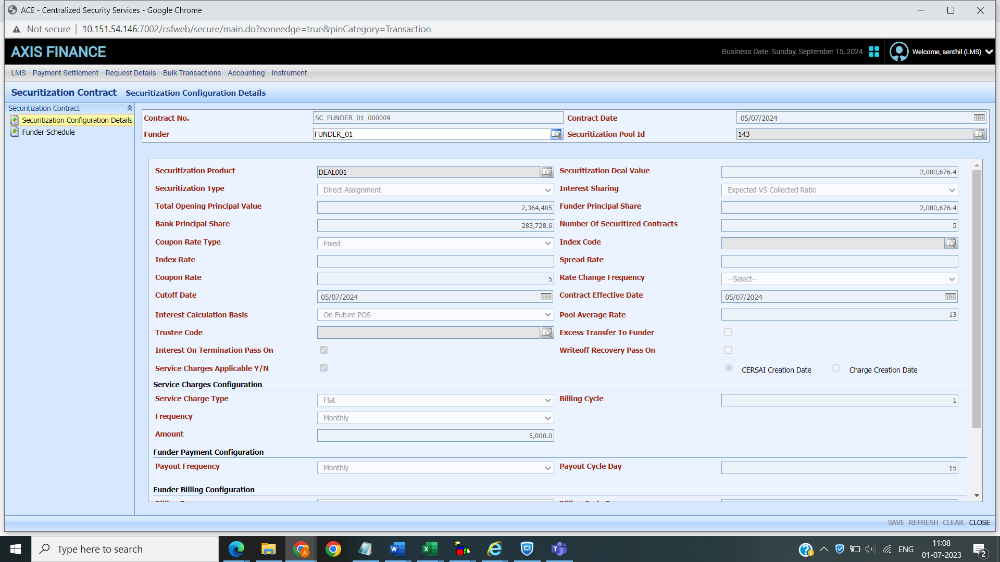 ACE - Centralized Security Services - Google Chrome
Not secure | 10.151.54.146:7002/csfweb/secure/main.do?noneedge=true&pinCategory=Transaction
AXIS FINANCE
Business Date: Sunday, September 15, 2024
Welcome, senthil (LMS)
LMS Payment Settlement Request Details Bulk Transactions Accounting Instrument
Securitization Contract Securitization Configuration Details
Securitization Contract
Securitization Configuration Details
Funder Schedule
Contract No. SC_FUNDER_01_000009 Contract Date 05/07/2024
Funder FUNDER_01 Securitization Pool Id 143
Securitization Product DEAL001 Securitization Deal Value 2,080,676.4
Securitization Type Direct Assignment Interest Sharing Expected VS Collected Ratio
Total Opening Principal Value 2,364,405 Funder Principal Share 2,080,676.4
Bank Principal Share 283,728.6 Number Of Securitized Contracts 5
Coupon Rate Type Fixed Index Code
Index Rate Spread Rate
Coupon Rate 5 Rate Change Frequency --Select--
Cutoff Date 05/07/2024 Contract Effective Date 05/07/2024
Interest Calculation Basis On Future POS Pool Average Rate 13
Trustee Code Excess Transfer To Funder
Interest On Termination Pass On Writeoff Recovery Pass On
Service Charges Applicable Y/N CERSAI Creation Date Charge Creation Date
Service Charges Configuration
Service Charge Type Flat Billing Cycle 1
Frequency Monthly
Amount 5,000.0
Funder Payment Configuration
Payout Frequency Monthly Payout Cycle Day 15
Funder Billing Configuration
SAVE REFRESH CLEAR CLOSE
Type here to search
ENG
11:08
01-07-2023
2